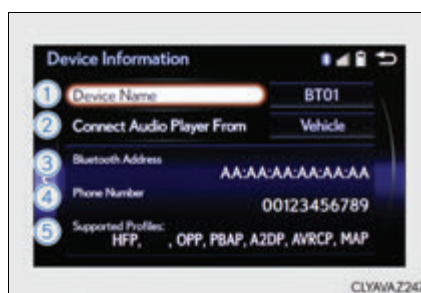 Device Information
1 Device Name BT01
2 Connect Audio Player From Vehicle
3 Bluetooth Address
AA:AA:AA:AA:AA:AA
4 Phone Number
00123456789
5 Supported Profiles:
HFP, , OPP, PBAP, A2DP, AVRCP, MAP
CLYAVAZ247